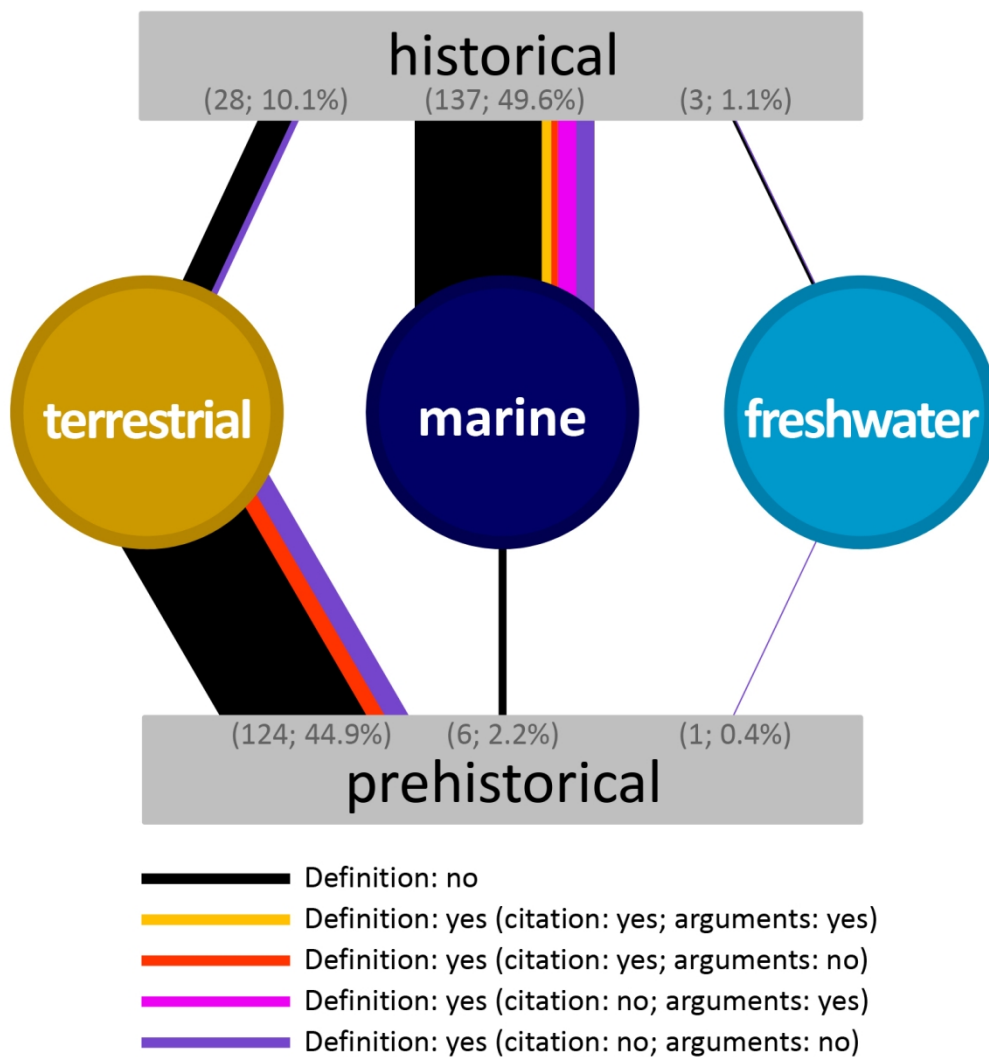 historical
(28; 10.1%) (137; 49.6%) (3; 1.1%)
terrestrial marine freshwater
(124; 44.9%) (6; 2.2%) (1; 0.4%)
prehistorical
Definition: no
Definition: yes (citation: yes; arguments: yes)
Definition: yes (citation: yes; arguments: no)
Definition: yes (citation: no; arguments: yes)
Definition: yes (citation: no; arguments: no)